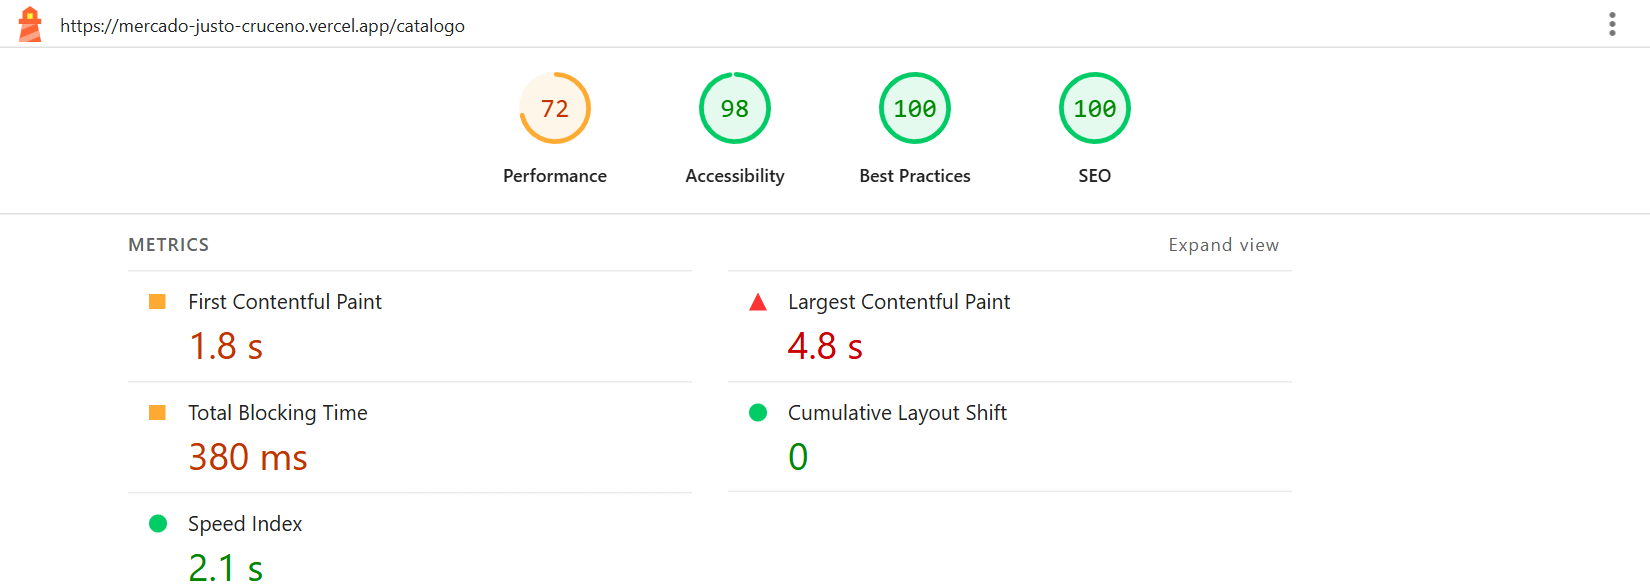 https://mercado-justo-cruceno.vercel.app/catalogo
72 98 100 100
Performance Accessibility Best Practices SEO
METRICS Expand view
First Contentful Paint Largest Contentful Paint
1.8 s 4.8 s
Total Blocking Time Cumulative Layout Shift
380 ms 0
Speed Index
2.1 s